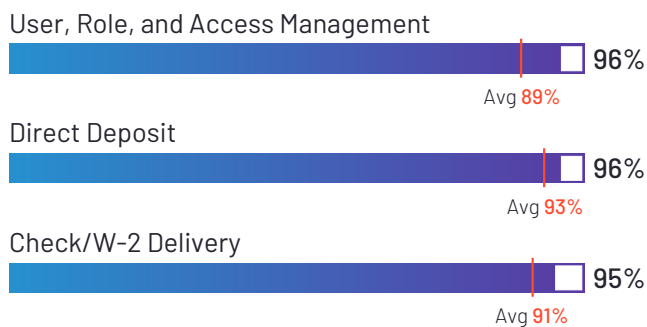 User, Role, and Access Management
96%
Avg 89%
Direct Deposit
96%
Avg 93%
Check/W-2 Delivery
95%
Avg 91%